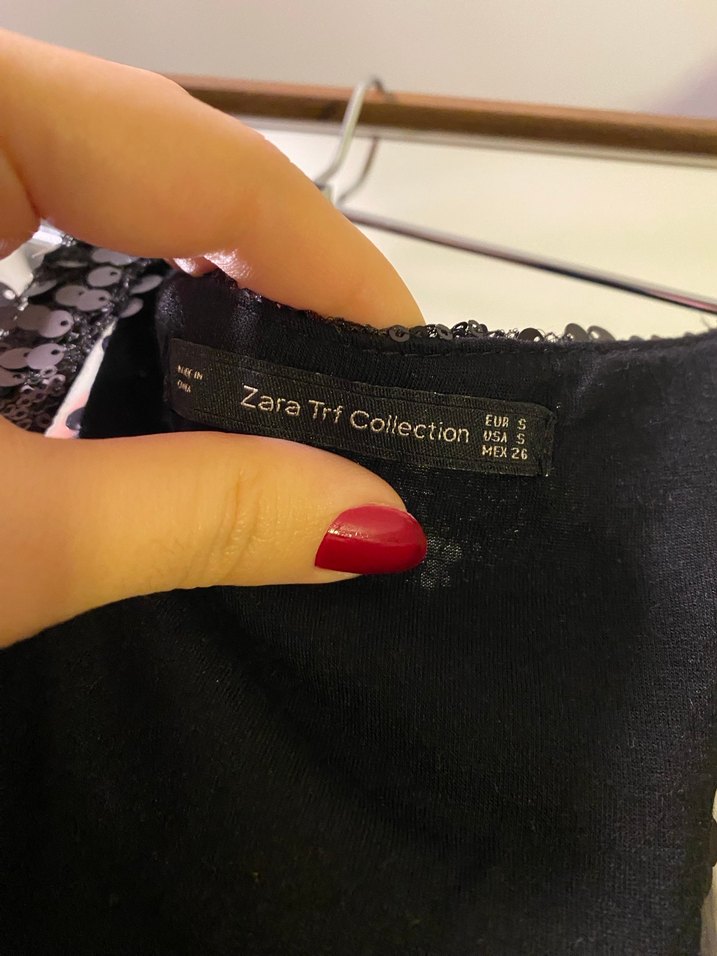 MADE IN
CHINA
Zara Trf Collection
EUR S
USA S
MEX 26